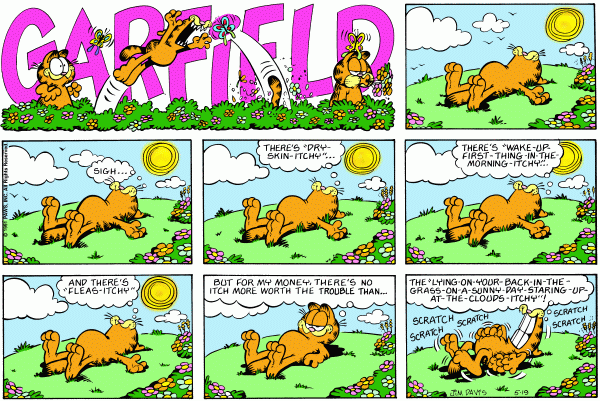 GARFIELD
SIGH...
THERE'S "DRY-
SKIN-ITCHY"...
THERE'S "WAKE-UP-
FIRST-THING-IN-THE-
MORNING-ITCHY"...
AND THERE'S
"FLEAS-ITCHY"
BUT FOR MY MONEY, THERE'S NO
ITCH MORE WORTH THE TROUBLE THAN...
THE "LYING-ON-YOUR-BACK-IN-THE-
GRASS-ON-A-SUNNY-DAY-STARING-UP-
AT-THE-CLOUDS-ITCHY"!
SCRATCH
SCRATCH
SCRATCH
SCRATCH
SCRATCH
JIM DAVIS 5-19